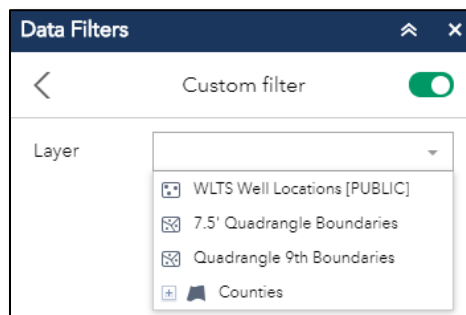 Data Filters
Custom filter
Layer
WLTS Well Locations [PUBLIC]
7.5' Quadrangle Boundaries
Quadrangle 9th Boundaries
Counties